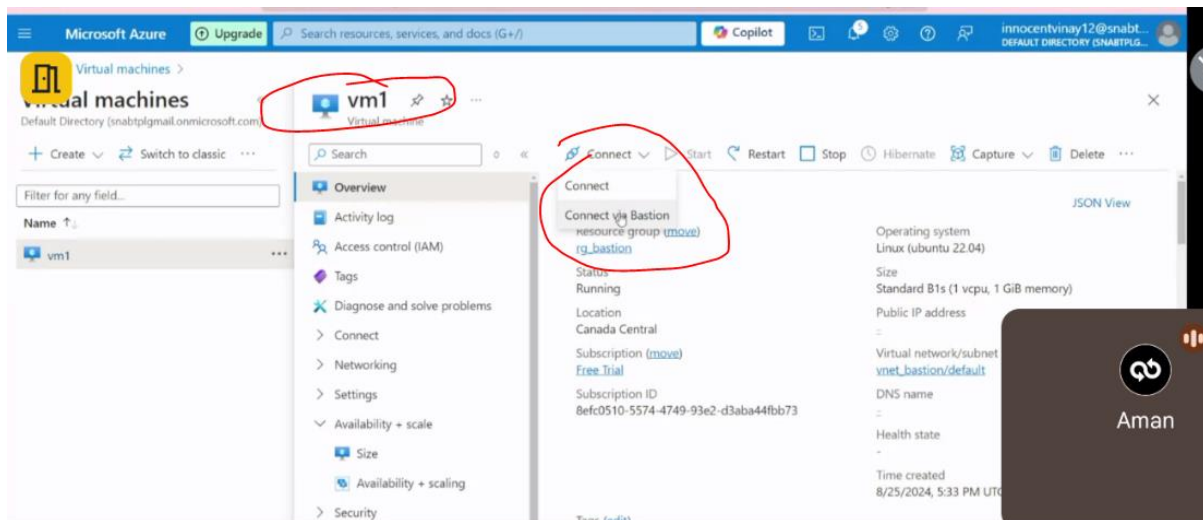 Microsoft Azure
Upgrade
Search resources, services, and docs (G+/)
Copilot
5
innocentvinay12@snabt...
DEFAULT DIRECTORY (SNABTPLG...
Virtual machines >
machines
Default Directory (snabtplgmail.onmicrosoft.com)
+ Create Switch to classic ...
Filter for any field...
Name ↑↓
vm1 ...
vm1 ...
Virtual machine
Search
Overview
Activity log
Access control (IAM)
Tags
Diagnose and solve problems
> Connect
> Networking
> Settings
Availability + scale
Size
Availability + scaling
> Security
Connect Start Restart Stop Hibernate Capture Delete ...
Connect
Connect via Bastion
JSON View
Resource group (move)
rg_bastion
Status
Running
Location
Canada Central
Subscription (move)
Free Trial
Subscription ID
8efc0510-5574-4749-93e2-d3aba44fbb73
Operating system
Linux (ubuntu 22.04)
Size
Standard B1s (1 vcpu, 1 GiB memory)
Public IP address
-
Virtual network/subnet
vnet_bastion/default
DNS name
-
Health state
-
Time created
8/25/2024, 5:33 PM UTC
Tags (edit)
Aman